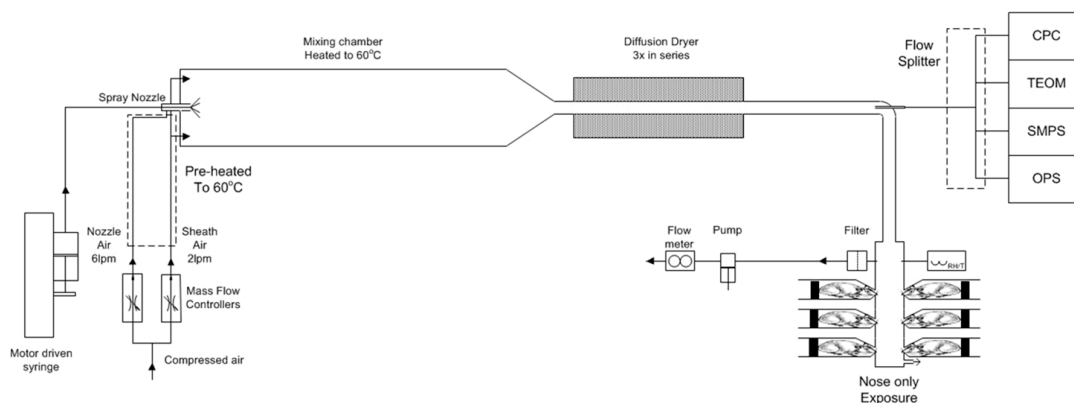 Mixing chamber
Heated to 60°C
Diffusion Dryer
3x in series
Flow
Splitter
CPC
TEOM
SMPS
OPS
Spray Nozzle
Pre-heated
To 60°C
Nozzle
Air
6lpm
Sheath
Air
2lpm
Mass Flow
Controllers
Motor driven
syringe
Compressed air
Flow
meter
Pump
Filter
RH/T
Nose only
Exposure